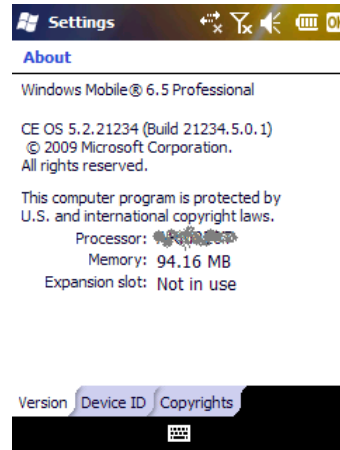 Settings
About
Windows Mobile® 6.5 Professional
CE OS 5.2.21234 (Build 21234.5.0.1)
© 2009 Microsoft Corporation.
All rights reserved.
This computer program is protected by
U.S. and international copyright laws.
Processor:
Memory: 94.16 MB
Expansion slot: Not in use
Version Device ID Copyrights